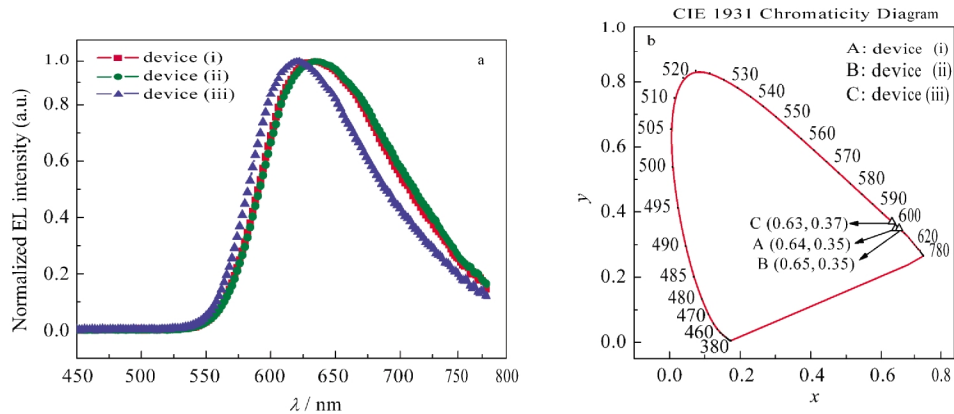 a
device (i)
device (ii)
device (iii)
Normalized EL intensity (a.u.)
1.0
0.8
0.6
0.4
0.2
0.0
450
500
550
600
650
700
750
800
λ / nm
CIE 1931 Chromaticity Diagram
b
A: device (i)
B: device (ii)
C: device (iii)
y
1.0
0.8
0.6
0.4
0.2
0.0
520
530
540
550
560
570
580
590
600
620
780
510
505
500
495
490
485
480
470
460
380
C (0.63, 0.37)
A (0.64, 0.35)
B (0.65, 0.35)
0.0
0.2
0.4
0.6
0.8
x